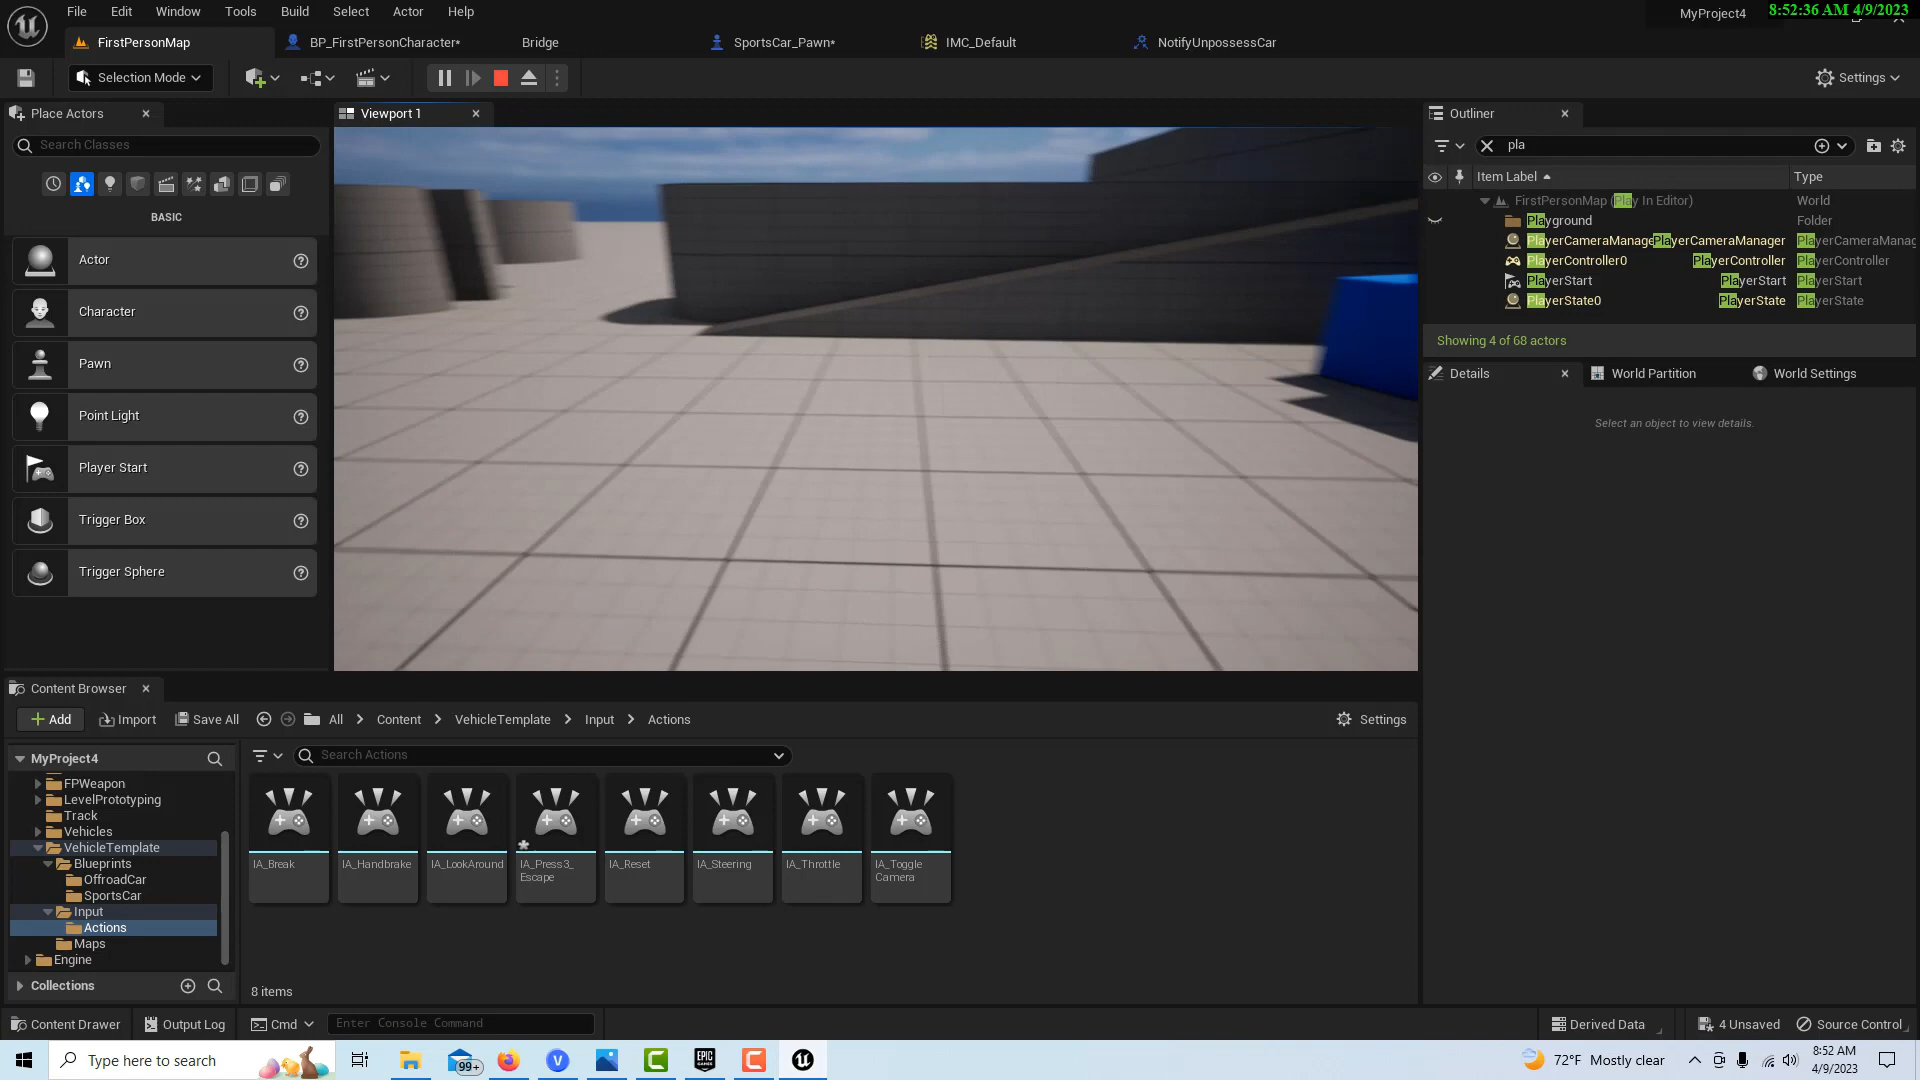 File Edit Window Tools Build Select Actor Help
MyProject4
8:52:36 AM 4/9/2023
FirstPersonMap
BP_FirstPersonCharacter*
Bridge
SportsCar_Pawn*
IMC_Default
NotifyUnpossessCar
Selection Mode
Settings
Place Actors
Viewport 1
Outliner
Search Classes
pla
Item Label
Type
BASIC
FirstPersonMap (Play In Editor) World
Playground Folder
PlayerCameraManage PlayerCameraManager PlayerCameraManag
PlayerController0 PlayerController PlayerController
PlayerStart PlayerStart PlayerStart
PlayerState0 PlayerState PlayerState
Showing 4 of 68 actors
Actor
Character
Pawn
Point Light
Player Start
Trigger Box
Trigger Sphere
Details
World Partition
World Settings
Select an object to view details.
Content Browser
Add
Import
Save All
All
Content
VehicleTemplate
Input
Actions
Settings
MyProject4
Search Actions
FPWeapon
LevelPrototyping
Track
Vehicles
VehicleTemplate
Blueprints
OffroadCar
SportsCar
Input
Actions
Maps
Engine
Collections
IA_Break
IA_Handbrake
IA_LookAround
IA_Press3_
Escape
IA_Reset
IA_Steering
IA_Throttle
IA_Toggle
Camera
8 items
Content Drawer
Output Log
Cmd
Enter Console Command
Derived Data
4 Unsaved
Source Control
Type here to search
99+
EPIC
GAMES
72°F Mostly clear
8:52 AM
4/9/2023